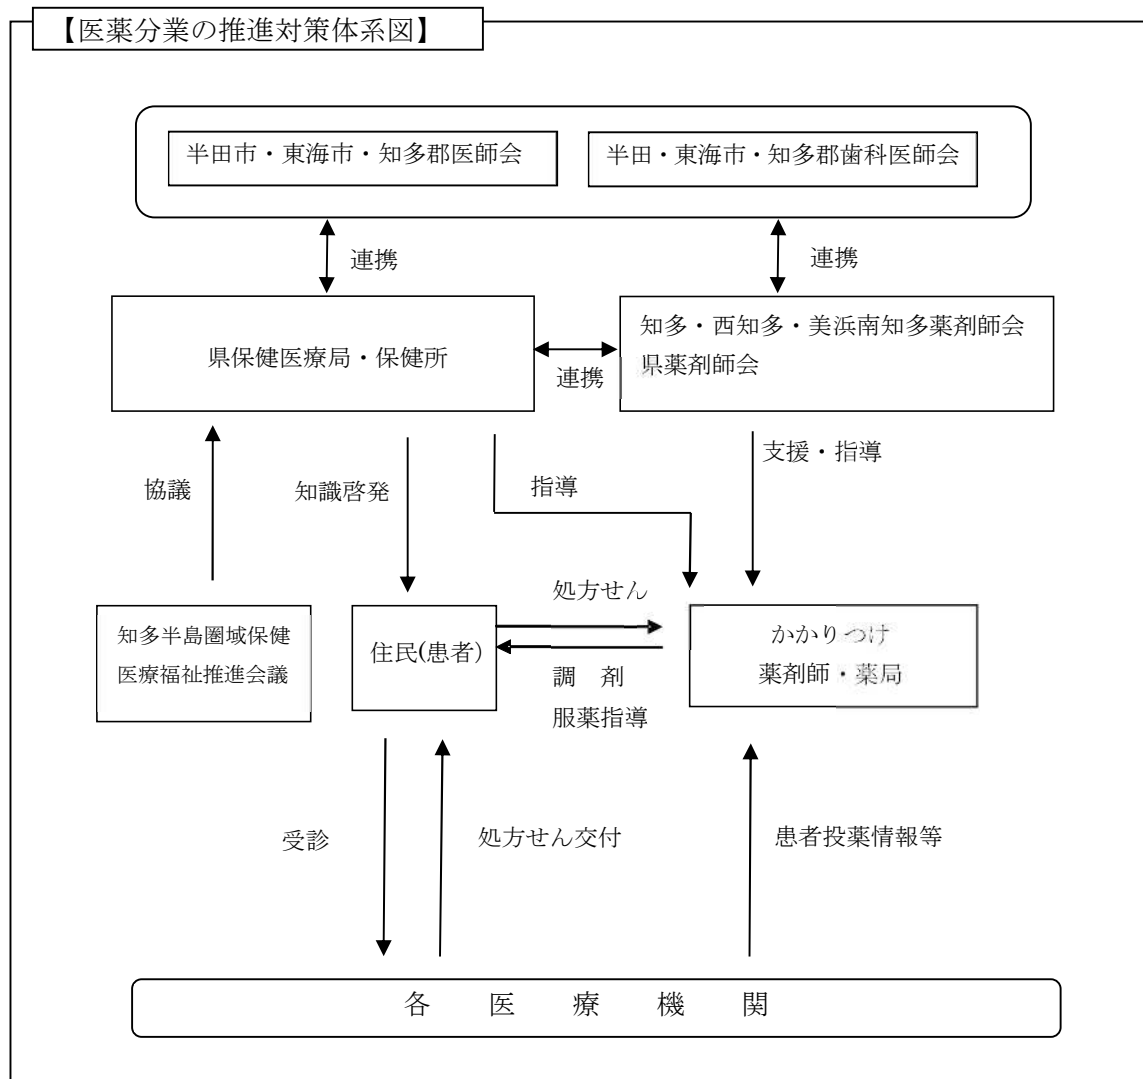 【医薬分業の推進対策体系図】
半田市・東海市・知多郡医師会
半田・東海市・知多郡歯科医師会
連携
連携
県保健医療局・保健所
連携
知多・西知多・美浜南知多薬剤師会
県薬剤師会
協議
知識啓発
指導
支援・指導
知多半島圏域保健
医療福祉推進会議
住民(患者)
処方せん
調　剤
服薬指導
かかりつけ
薬剤師・薬局
受診
処方せん交付
患者投薬情報等
各　医　療　機　関